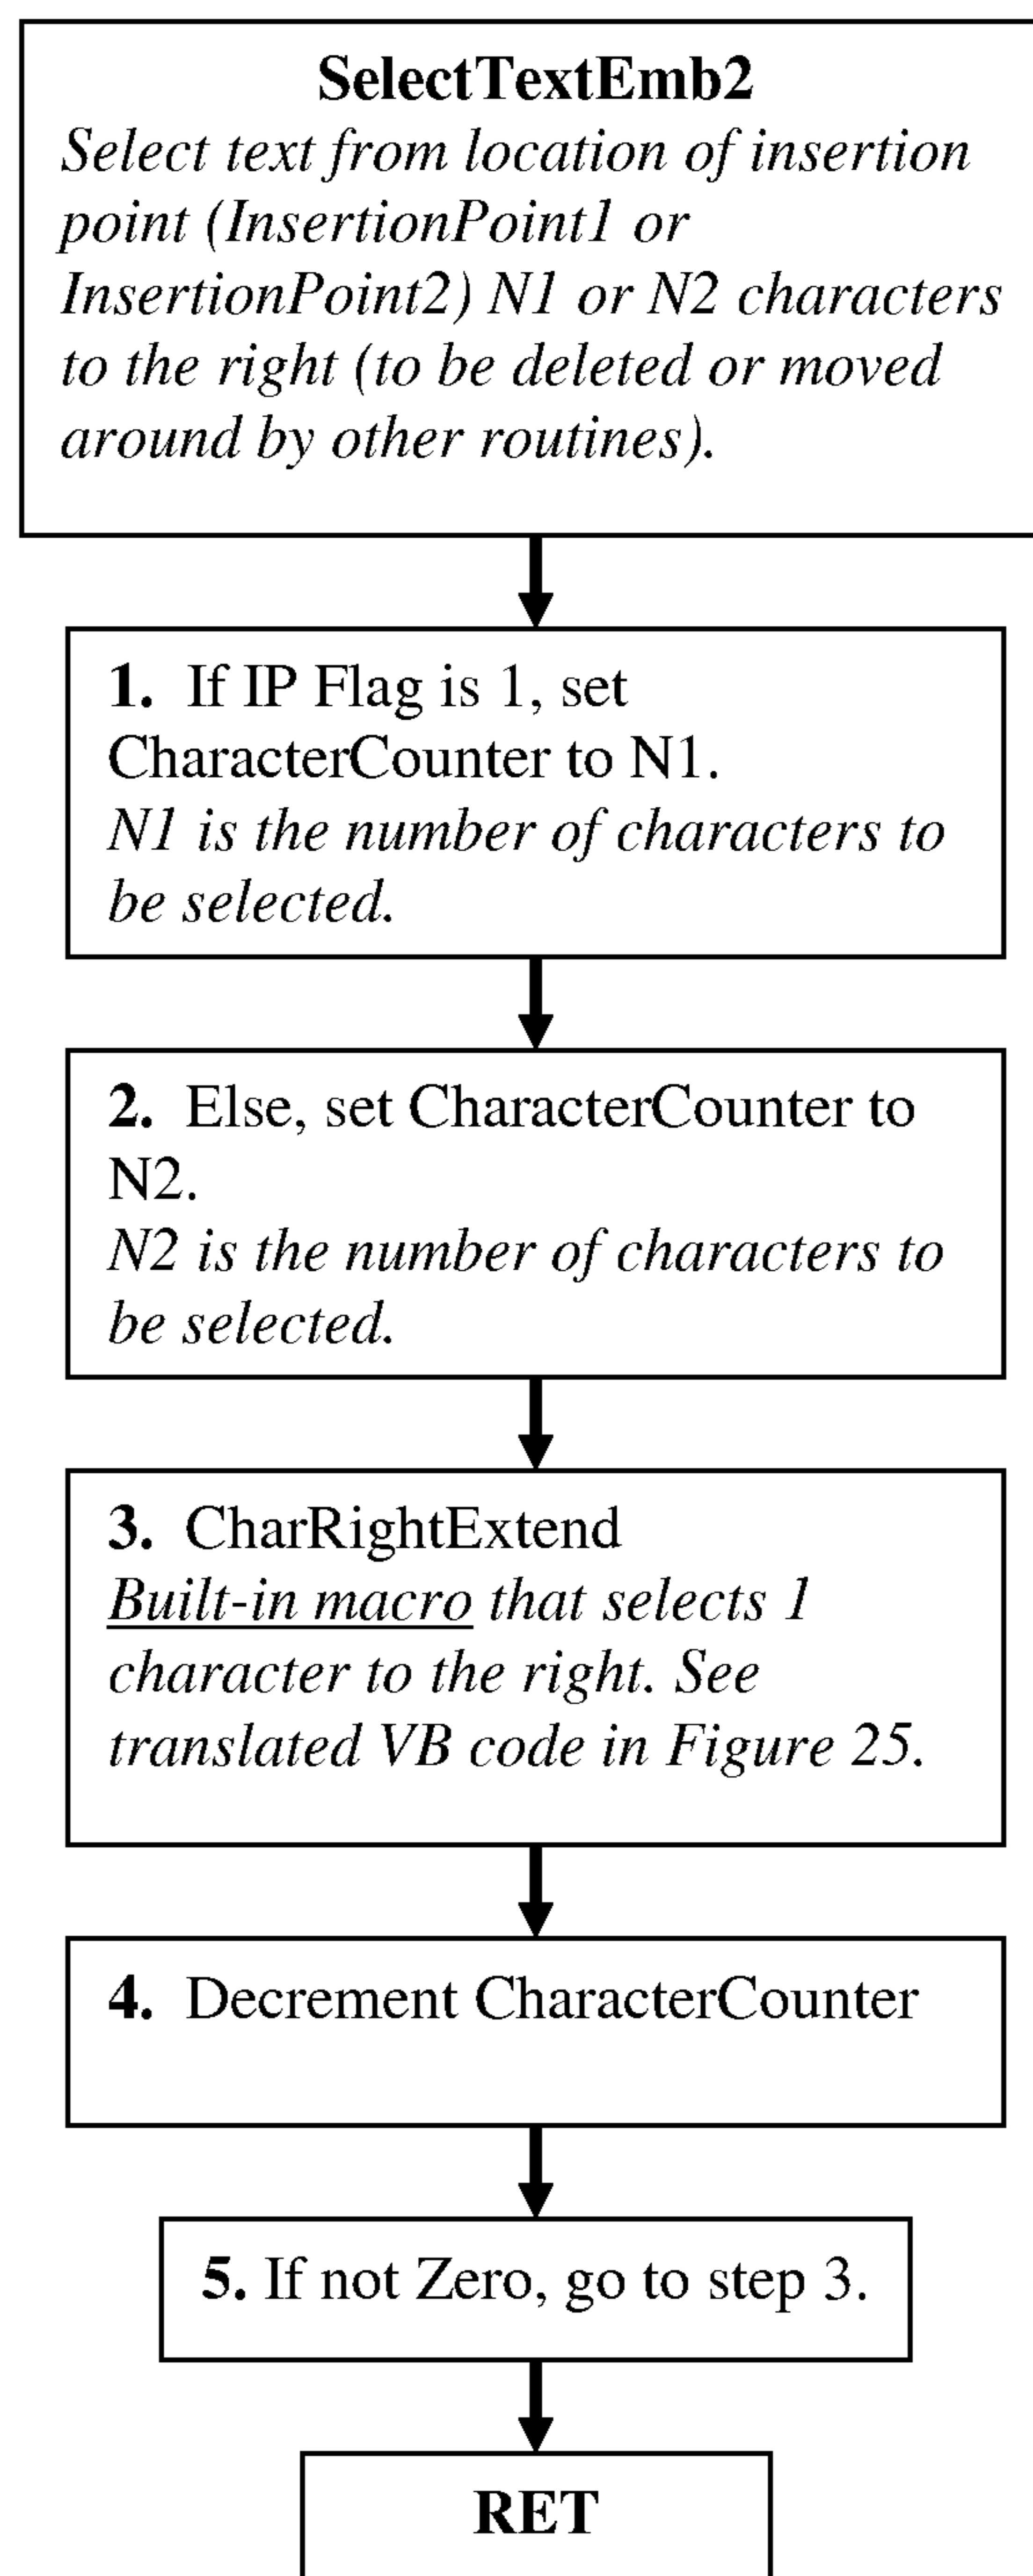 SelectTextEmb2
Select text from location of insertion
point (InsertionPoint1 or
InsertionPoint2) N1 or N2 characters
to the right (to be deleted or moved
around by other routines).
1. If IP Flag is 1, set
CharacterCounter to N1.
N1 is the number of characters to
be selected.
2. Else, set CharacterCounter to
N2.
N2 is the number of characters to
be selected.
3. CharRightExtend
Built-in macro that selects 1
character to the right. See
translated VB code in Figure 25.
4. Decrement CharacterCounter
5. If not Zero, go to step 3.
RET